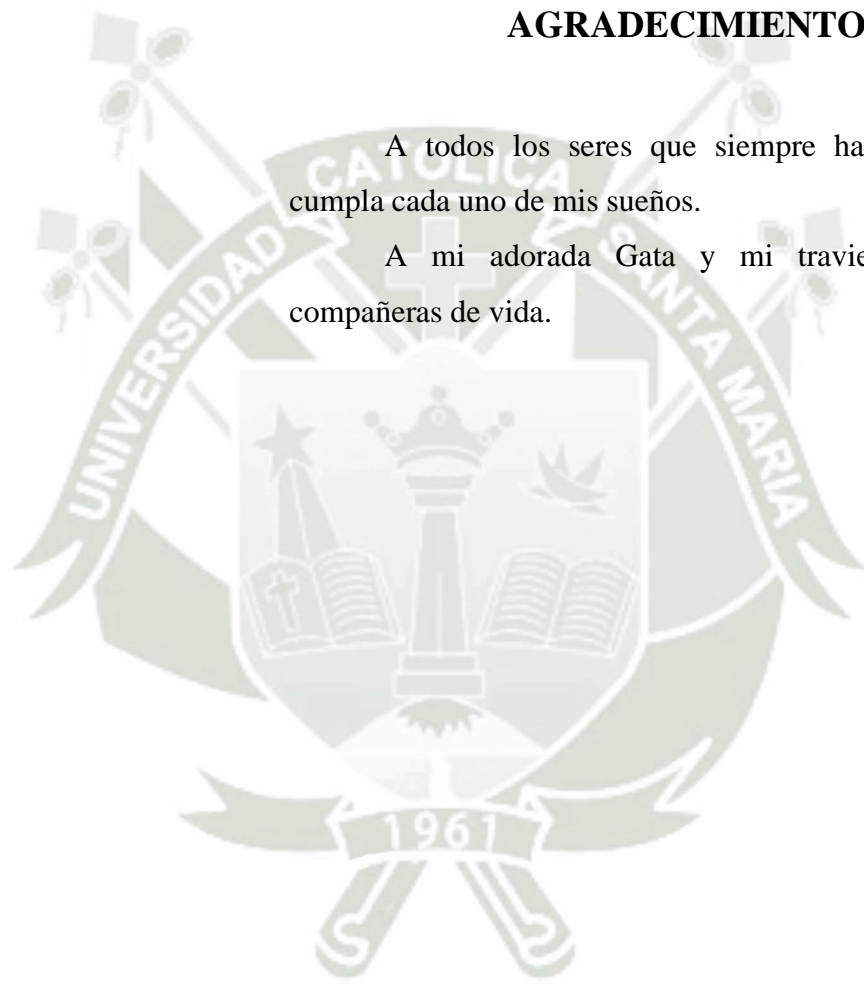 AGRADECIMIENTO
A todos los seres que siempre ha
cumpla cada uno de mis sueños.
A mi adorada Gata y mi travie
compañeras de vida.
UNIVERSIDAD CATOLICA SANTA MARIA
1961